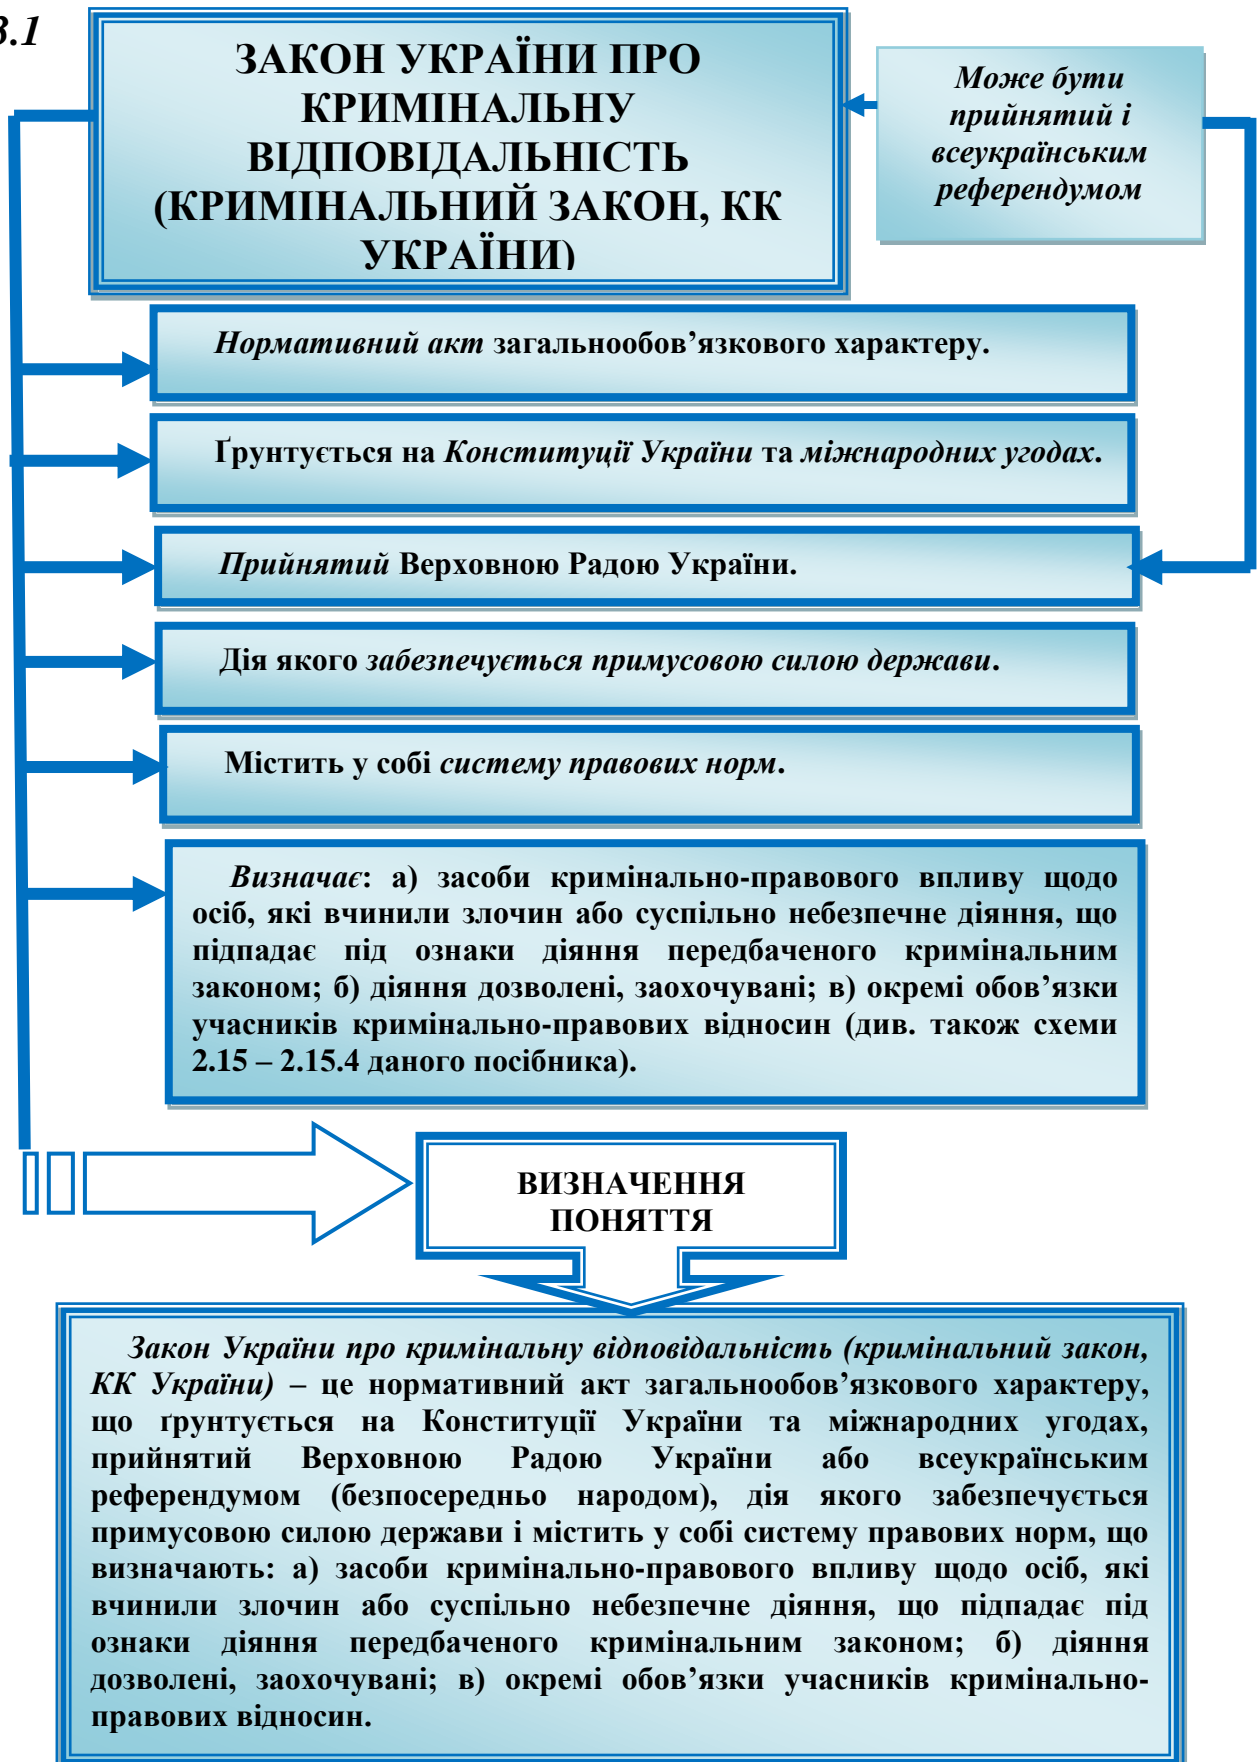 3.1
ЗАКОН УКРАЇНИ ПРО
КРИМІНАЛЬНУ
ВІДПОВІДАЛЬНІСТЬ
(КРИМІНАЛЬНИЙ ЗАКОН, КК
УКРАЇНИ)
Може бути
прийнятий і
всеукраїнським
референдумом
Нормативний акт загальнообов’язкового характеру.
Ґрунтується на Конституції України та міжнародних угодах.
Прийнятий Верховною Радою України.
Дія якого забезпечується примусовою силою держави.
Містить у собі систему правових норм.
Визначає: а) засоби кримінально-правового впливу щодо
осіб, які вчинили злочин або суспільно небезпечне діяння, що
підпадає під ознаки діяння передбаченого кримінальним
законом; б) діяння дозволені, заохочувані; в) окремі обов’язки
учасників кримінально-правових відносин (див. також схеми
2.15 – 2.15.4 даного посібника).
ВИЗНАЧЕННЯ
ПОНЯТТЯ
Закон України про кримінальну відповідальність (кримінальний закон,
КК України) – це нормативний акт загальнообов’язкового характеру,
що ґрунтується на Конституції України та міжнародних угодах,
прийнятий Верховною Радою України або всеукраїнським
референдумом (безпосередньо народом), дія якого забезпечується
примусовою силою держави і містить у собі систему правових норм, що
визначають: а) засоби кримінально-правового впливу щодо осіб, які
вчинили злочин або суспільно небезпечне діяння, що підпадає під
ознаки діяння передбаченого кримінальним законом; б) діяння
дозволені, заохочувані; в) окремі обов’язки учасників кримінально-
правових відносин.